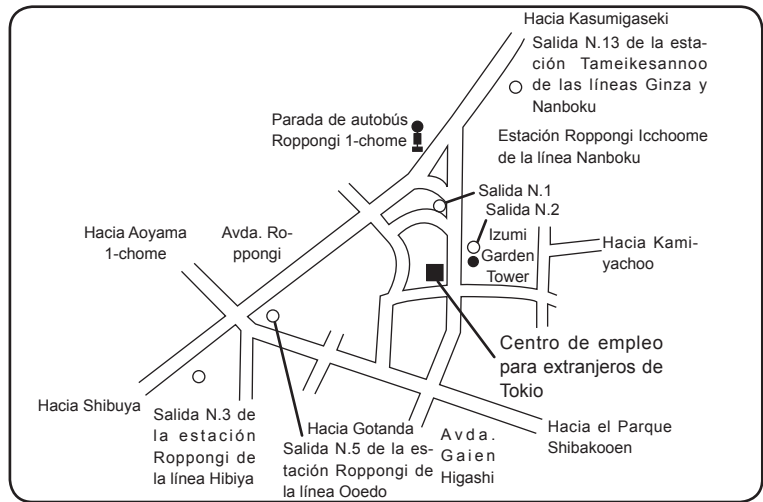 Hacia Kasumigaseki
Salida N.13 de la esta-
ción Tameikesannoo
de las líneas Ginza y
Nanboku
Parada de autobús
Roppongi 1-chome
Estación Roppongi Icchoome
de la línea Nanboku
Salida N.1
Salida N.2
Hacia Aoyama
1-chome
Avda. Ro-
ppongi
Izumi
Garden
Tower
Hacia Kami-
yachoo
Centro de empleo
para extranjeros de
Tokio
Hacia Shibuya
Salida N.3 de
la estación
Roppongi de
la línea Hibiya
Hacia Gotanda
Salida N.5 de la es-
tación Roppongi de
la línea Ooedo
Avda.
Gaien
Higashi
Hacia el Parque
Shibakooen